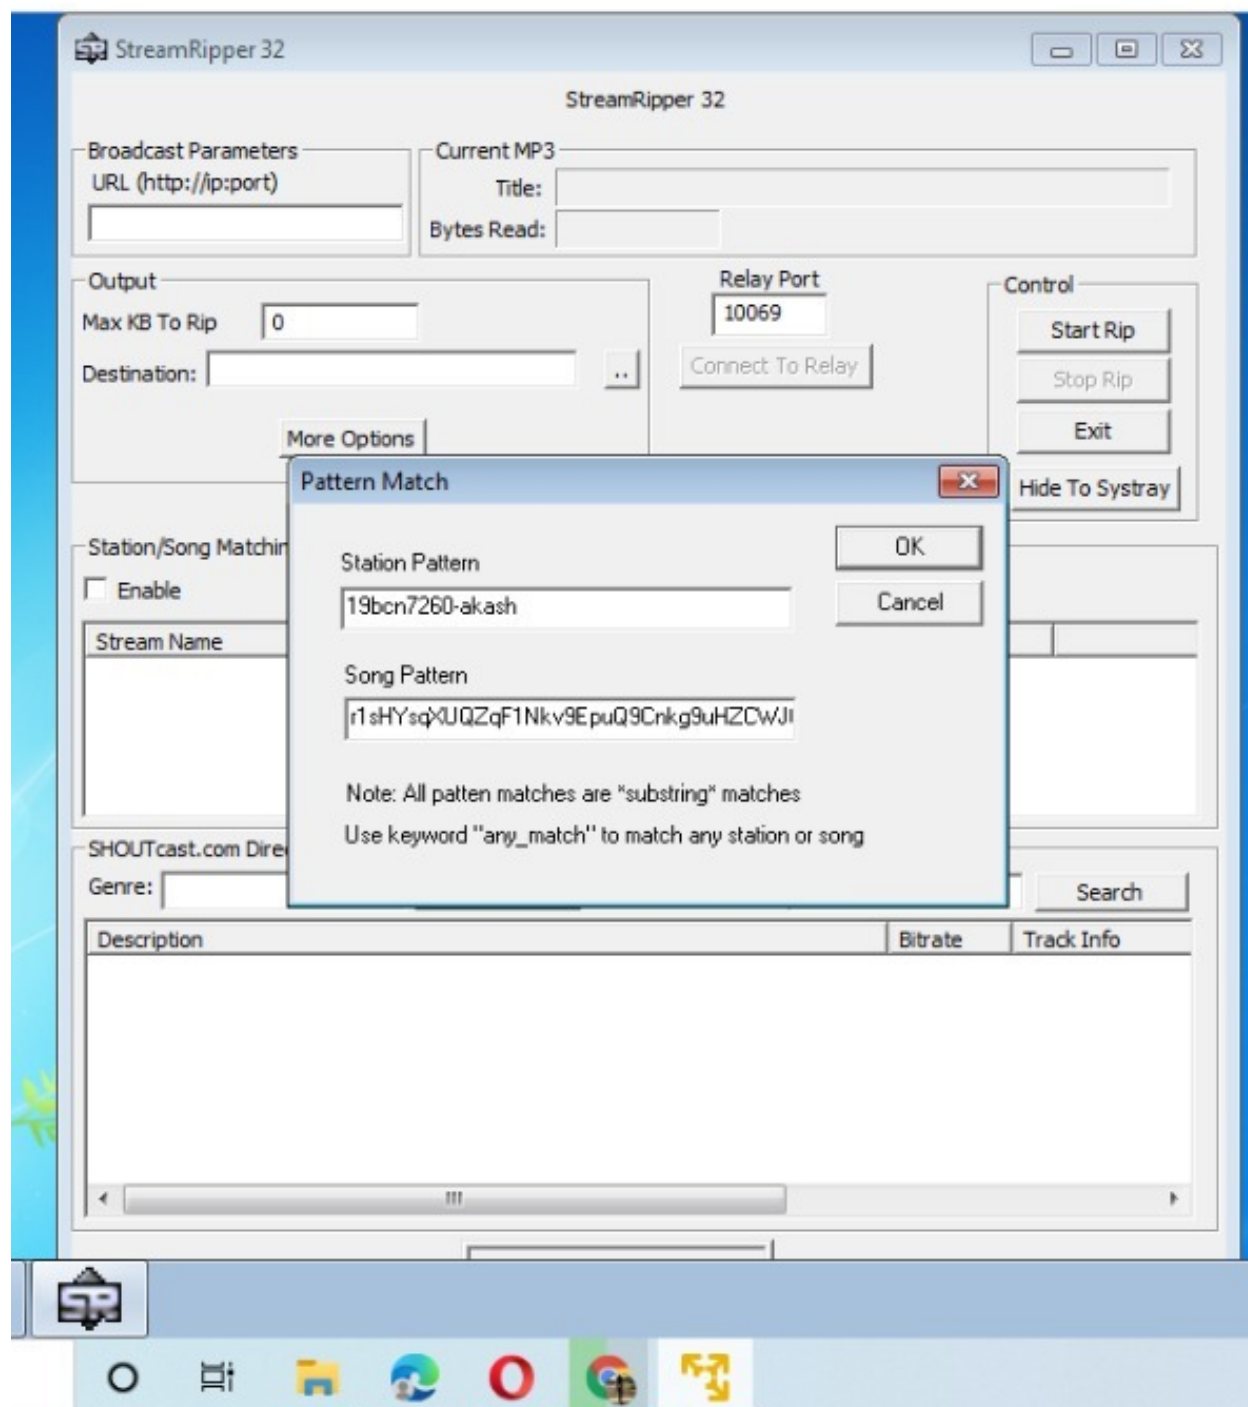 StreamRipper 32
StreamRipper 32
Broadcast Parameters
URL (http://ip:port)
Current MP3
Title:
Bytes Read:
Output
Max KB To Rip 0
Destination: ..
More Options
Relay Port
10069
Connect To Relay
Control
Start Rip
Stop Rip
Exit
Hide To Systray
Pattern Match
Station Pattern
19bcn7260-akash
OK
Cancel
Song Pattern
r1sHYsqXUQZqF1Nkv9EpuQ9Cnkg9uHZCWJ
Note: All patten matches are *substring* matches
Use keyword "any_match" to match any station or song
Station/Song Matchin
Enable
Stream Name
SHOUTcast.com Dire
Genre:
Search
Description Bitrate Track Info